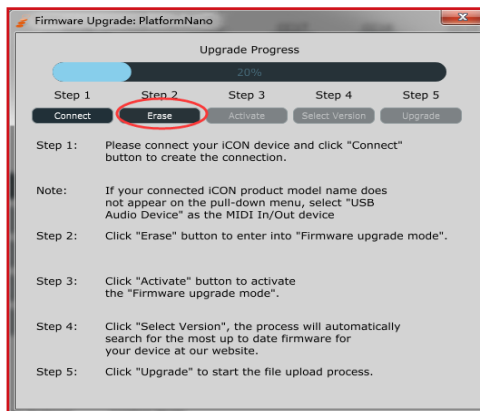 Firmware Upgrade: PlatformNano
Upgrade Progress
20%
Step 1 Step 2 Step 3 Step 4 Step 5
Connect Erase Activate Select Version Upgrade
Step 1: Please connect your iCON device and click "Connect"
button to create the connection.
Note: If your connected iCON product model name does
not appear on the pull-down menu, select "USB
Audio Device" as the MIDI In/Out device
Step 2: Click "Erase" button to enter into "Firmware upgrade mode".
Step 3: Click "Activate" button to activate
the "Firmware upgrade mode".
Step 4: Click "Select Version", the process will automatically
search for the most up to date firmware for
your device at our website.
Step 5: Click "Upgrade" to start the file upload process.